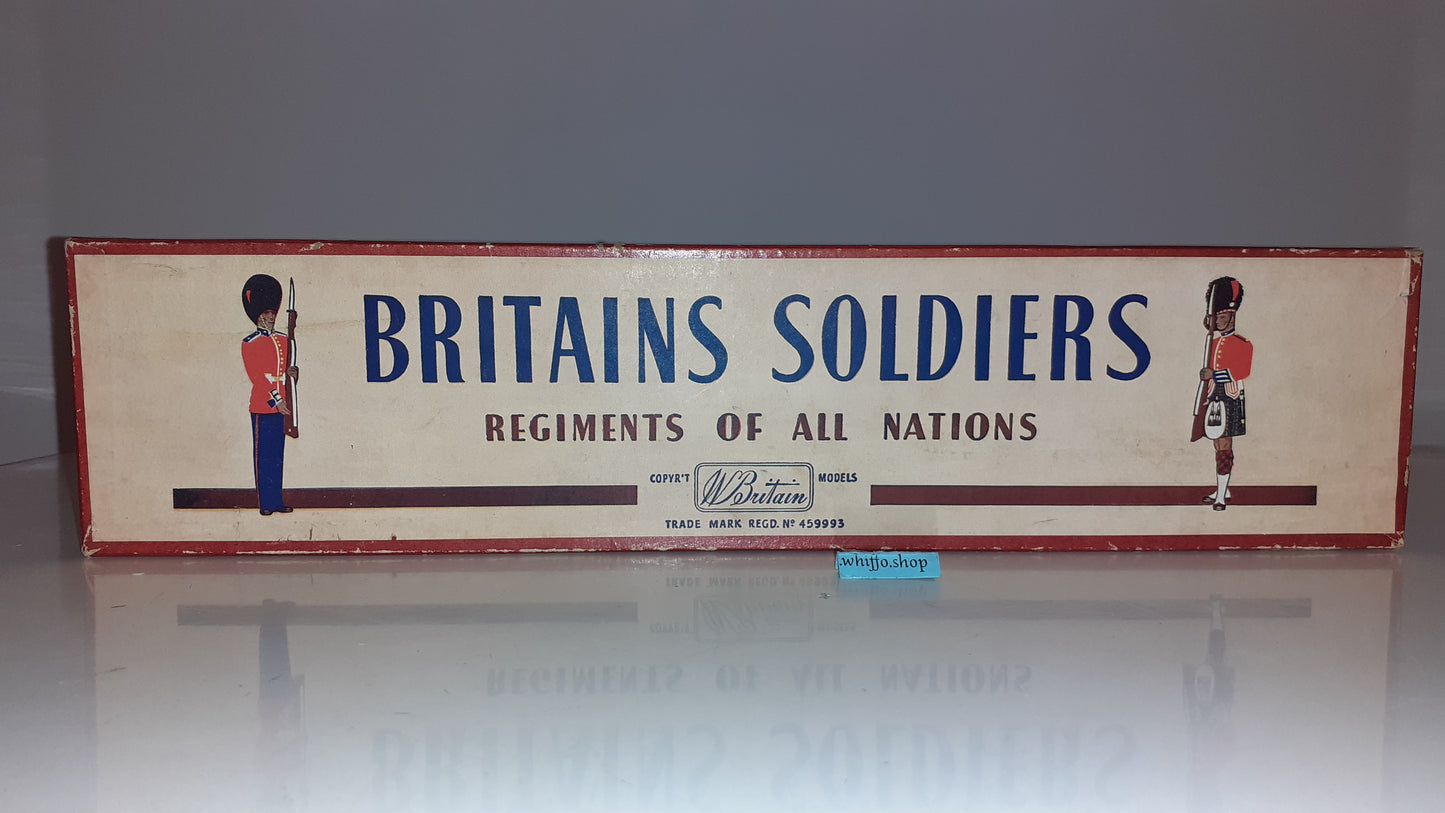 BRITAINS SOLDIERS
REGIMENTS OF ALL NATIONS
COPYR'T W Britain MODELS
TRADE MARK REGD. Nº 459993
.whiffo.shop